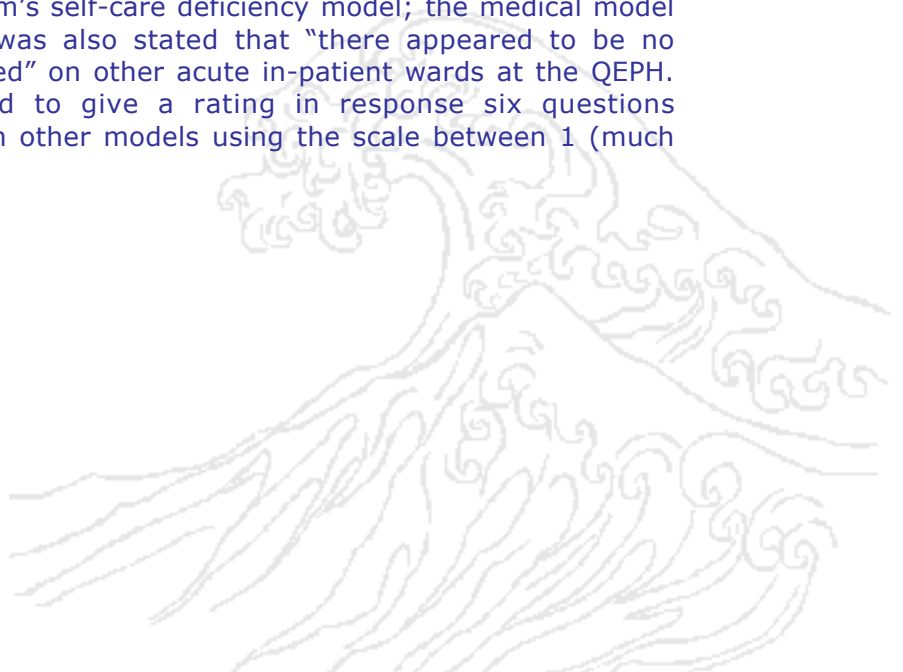 m's self-care deficiency model; the medical model
was also stated that “there appeared to be no
ed” on other acute in-patient wards at the QEPH.
d to give a rating in response six questions
n other models using the scale between 1 (much